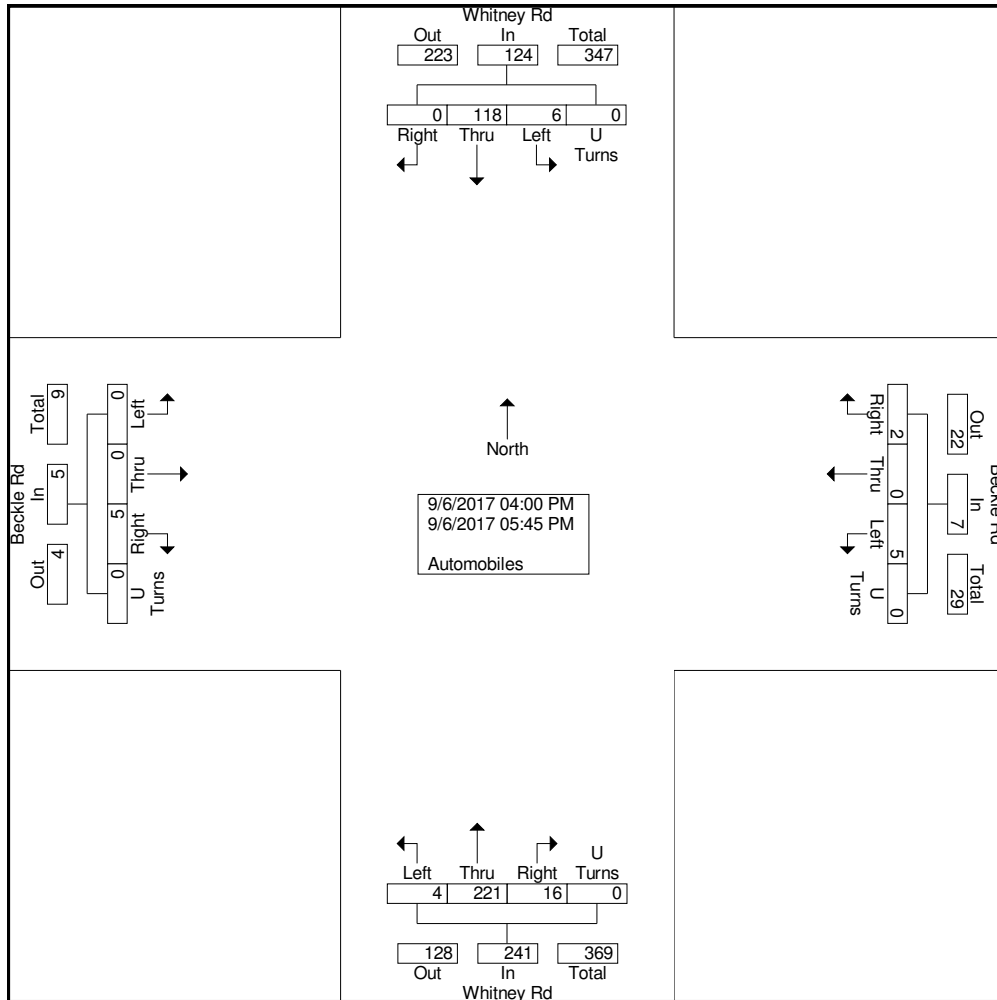 Whitney Rd
Out In Total
223 124 347
0 118 6 0
Right Thru Left U Turns
Beckle Rd
Total In Out
9 5 4
0 0 5 0
Left Thru Right U Turns
North
9/6/2017 04:00 PM
9/6/2017 05:45 PM
Automobiles
Right Thru Left U Turns
2 0 5 0
Out In Total
22 7 29
Beckle Rd
Left Thru Right U Turns
4 221 16 0
128 241 369
Out In Total
Whitney Rd